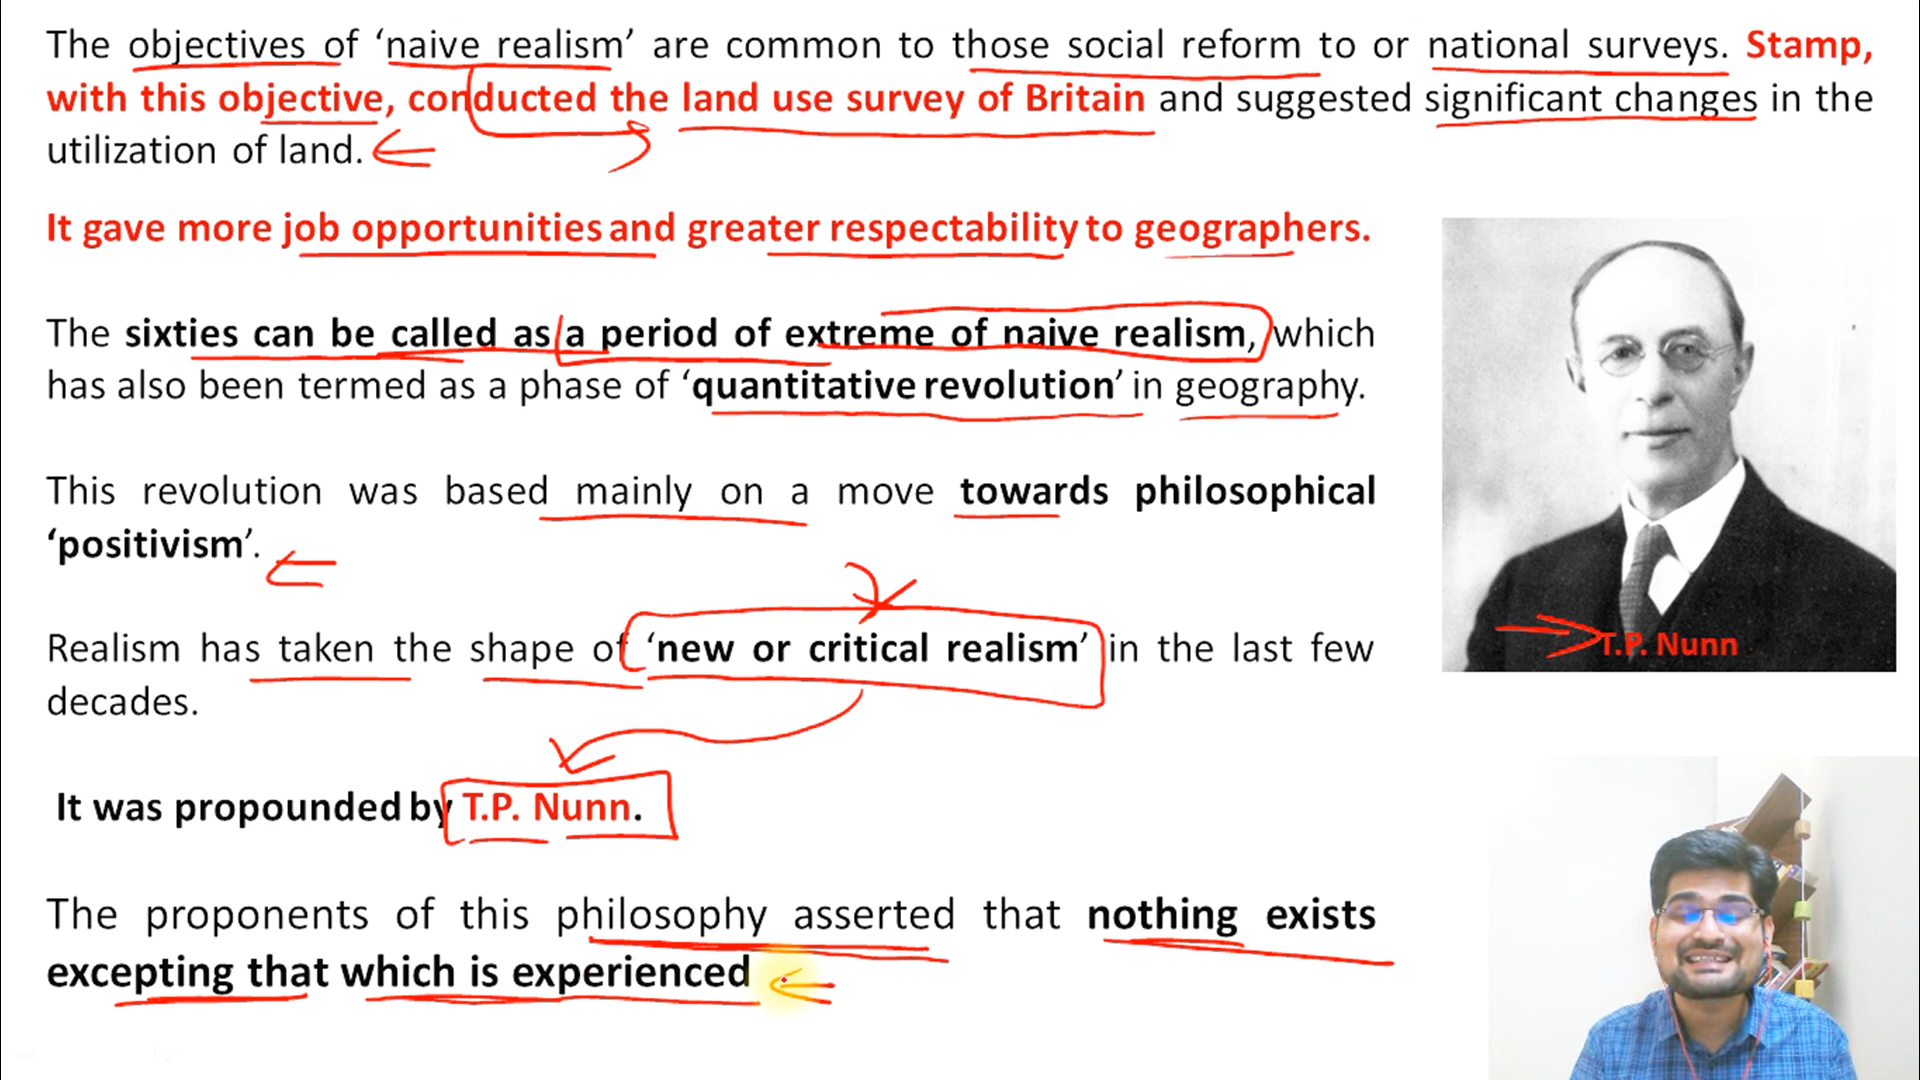 The objectives of ‘naive realism’ are common to those social reform to or national surveys. Stamp,
with this objective, conducted the land use survey of Britain and suggested significant changes in the
utilization of land.
It gave more job opportunities and greater respectability to geographers.
The sixties can be called as a period of extreme of naive realism, which
has also been termed as a phase of ‘quantitative revolution’ in geography.
This revolution was based mainly on a move towards philosophical
‘positivism’.
Realism has taken the shape of ‘new or critical realism’ in the last few
decades.
It was propounded by T.P. Nunn.
The proponents of this philosophy asserted that nothing exists
excepting that which is experienced
T.P. Nunn